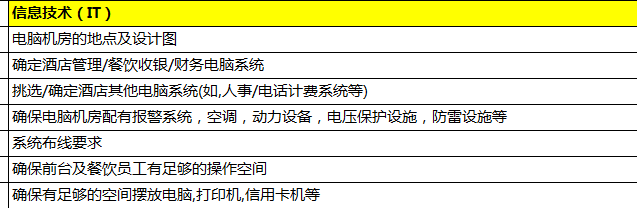 信息技术（IT）
电脑机房的地点及设计图
确定酒店管理/餐饮收银/财务电脑系统
挑选/确定酒店其他电脑系统(如,人事/电话计费系统等)
确保电脑机房配有报警系统，空调，动力设备，电压保护设施，防雷设施等
系统布线要求
确保前台及餐饮员工有足够的操作空间
确保有足够的空间摆放电脑,打印机,信用卡机等